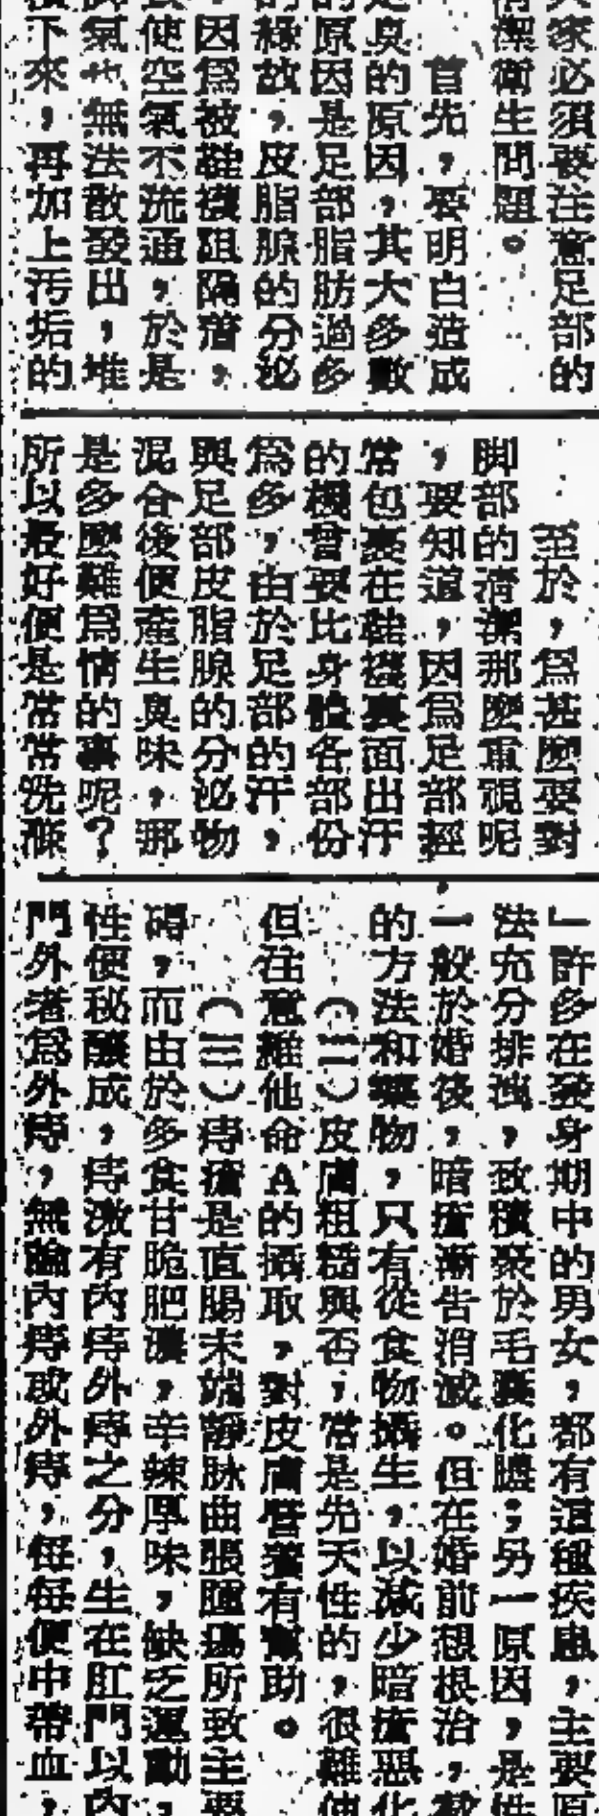 家必須要注意足部的
清潔衛生問題。
首先,要明白造成
臭的原因,其大多數
的原因是足部脂肪過多
的緣故,皮脂腺的分泌
,因為被鞋襪阻隔着,
使空氣不流通,於是
脚氣也無法散發出,堆
下來,再加上污垢的
至於,為甚麼要對
脚部的清潔那麼重視呢
,要知道,因為足部經
常包裹在鞋襪裏面出汗
的機會要比身體各部份
為多,由於足部的汗,
與足部皮脂腺的分泌物
混合後便產生臭味,那
是多麼難為情的事呢?
所以最好便是常常洗滌
」許多在發身期中的男女,都有這種疾患,主要原
法充分排洩,致積聚於毛囊化膿;另一原因,是性
一般於婚後,暗瘡漸告消滅。但在婚前想根治,
的方法和藥物,只有從食物攝生,以減少暗瘡惡化
(二)皮膚粗糙與否,常是先天性的,很難使
但注意維他命A的攝取,對皮膚營養有幫助。
(三)痔瘡是直腸末端靜脉曲張腫瘍所致主要
碍,而由於多食甘脆肥濃,辛辣厚味,缺乏運動,
性便秘釀成,痔瘡有內痔外痔之分,生在肛門以內
門外者為外痔,無論內痔或外痔,每每便中帶血,